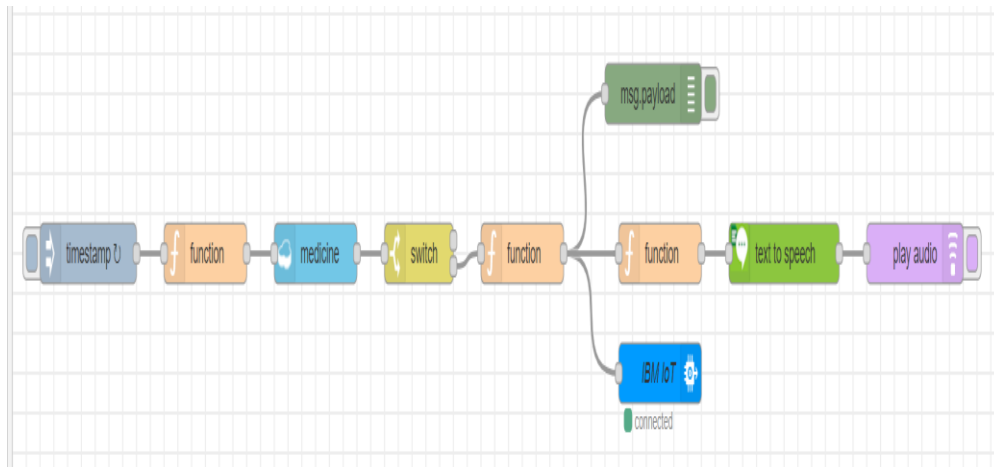 msg.payload
timestamp ↻
function
medicine
switch
function
function
text to speech
play audio
IBM IoT
connected